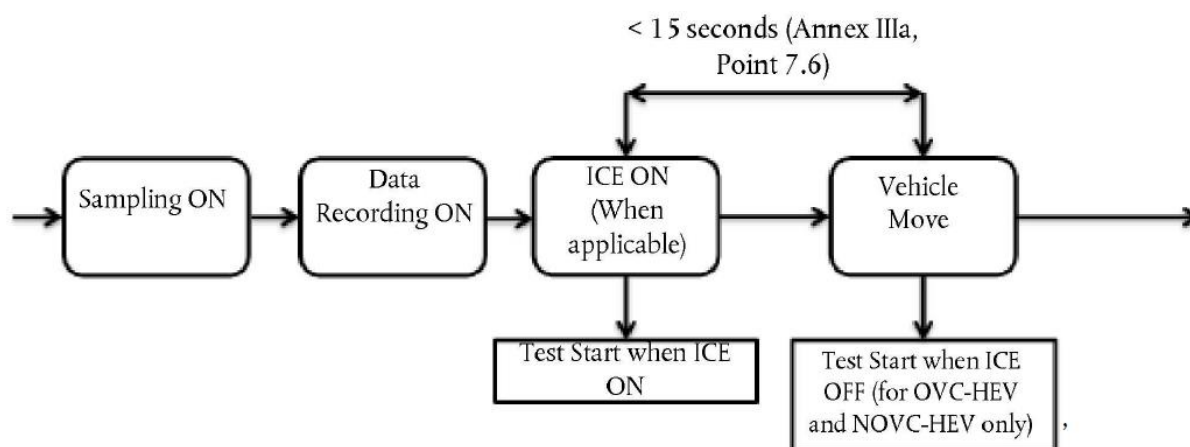 < 15 seconds (Annex IIIa,
Point 7.6)
Sampling ON
Data
Recording ON
ICE ON
(When
applicable)
Vehicle
Move
Test Start when ICE
ON
Test Start when ICE
OFF (for OVC-HEV
and NOVC-HEV only) ,